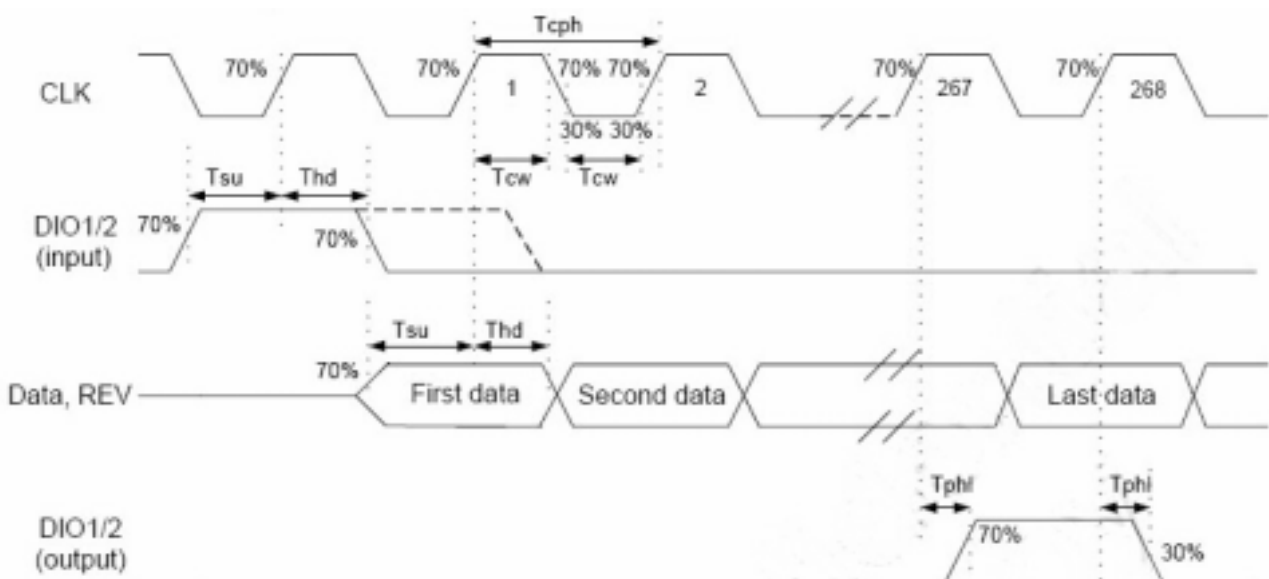 Tcph
70% 70% 70% 70% 70% 70%
CLK 1 2 267 268
30% 30%
Tsu Thd Tcw Tcw
DIO1/2 70%
(input) 70%
Tsu Thd
70%
Data, REV First data Second data Last data
Tphl Tphl
DIO1/2 70%
(output) 30%